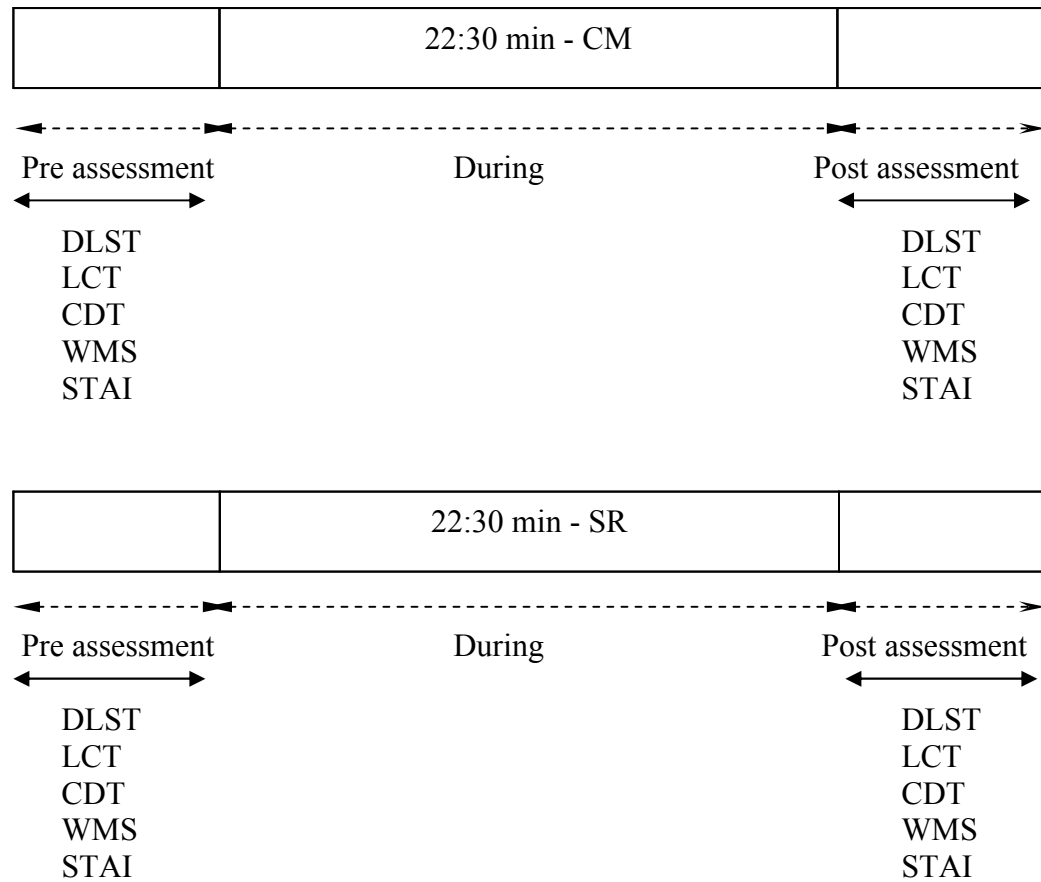 22:30 min - CM
Pre assessment During Post assessment
DLST DLST
LCT LCT
CDT CDT
WMS WMS
STAI STAI
22:30 min - SR
Pre assessment During Post assessment
DLST DLST
LCT LCT
CDT CDT
WMS WMS
STAI STAI